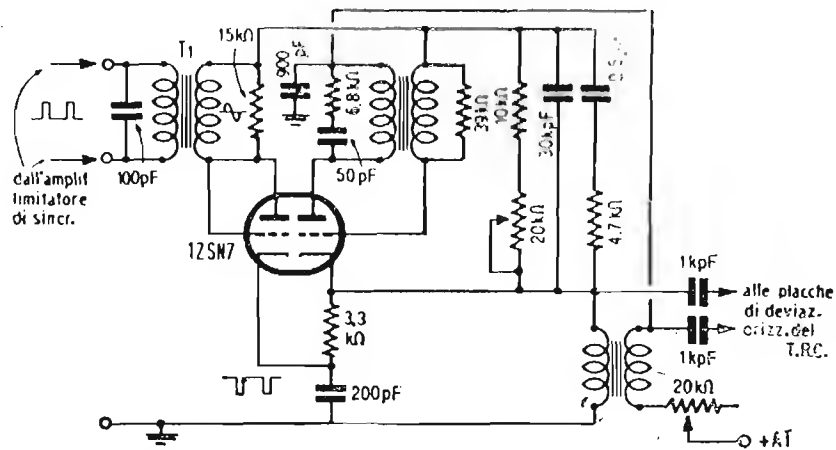 T1
15kΩ
900
pF
6,8kΩ
39kΩ
10kΩ
30kpF
100pF
50pF
dall'amplif
limitatore
di sincr.
12SN7
20kΩ
4.7kΩ
1kpF
alle placche
di deviaz-
orizz.del
T.R.C.
1kpF
3,3
kΩ
200pF
20kΩ
+AT